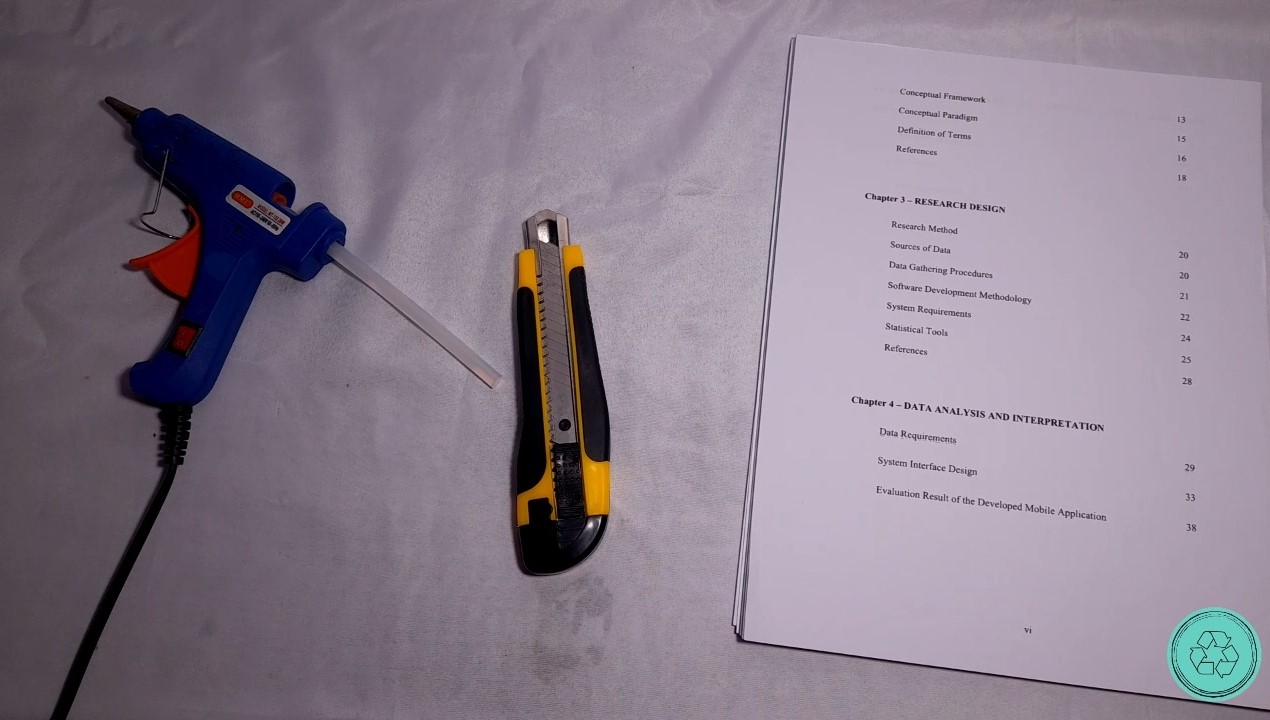 Conceptual Framework 13
Conceptual Paradigm 15
Definition of Terms 16
References 18
Chapter 3 – RESEARCH DESIGN
Research Method 20
Sources of Data 20
Data Gathering Procedures 21
Software Development Methodology 22
System Requirements 24
Statistical Tools 25
References 28
Chapter 4 – DATA ANALYSIS AND INTERPRETATION
Data Requirements 29
System Interface Design 33
Evaluation Result of the Developed Mobile Application 38
vi